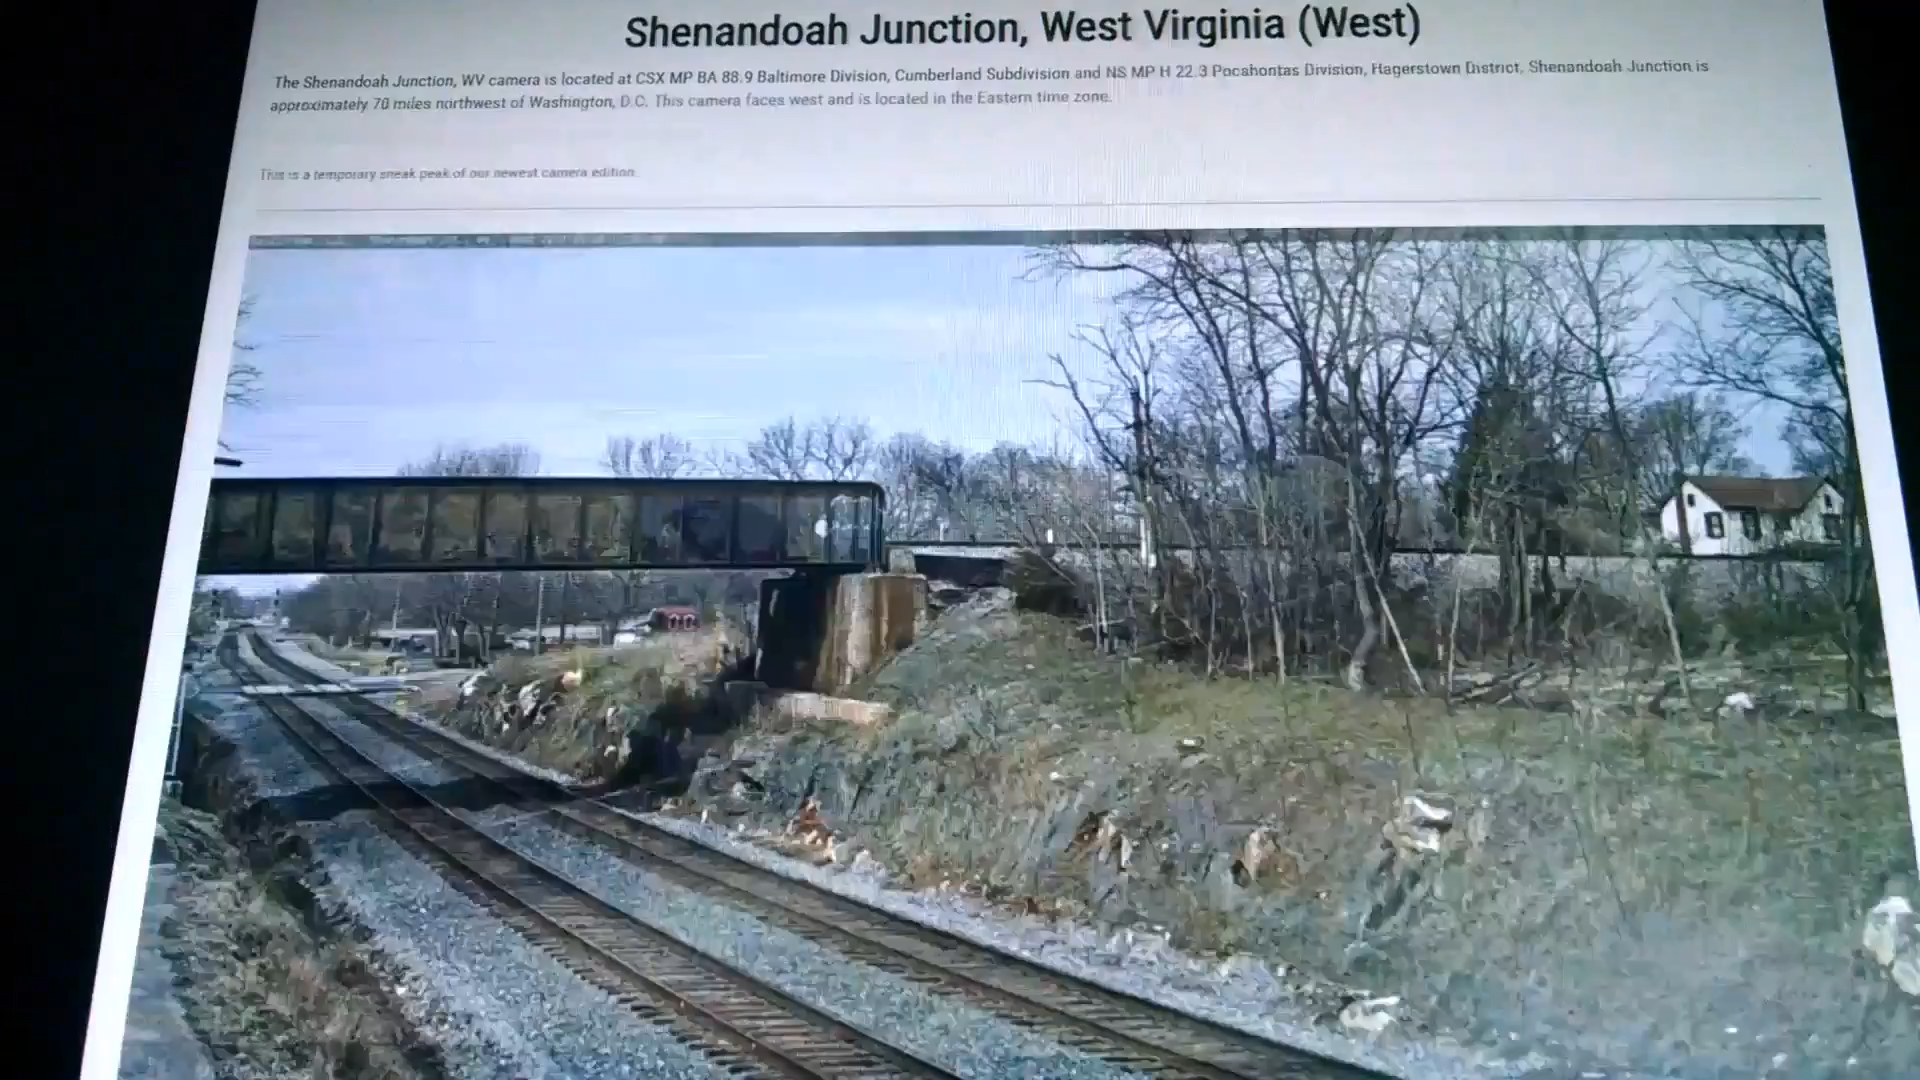 Shenandoah Junction, West Virginia (West)
The Shenandoah Junction, WV camera is located at CSX MP BA 88.9 Baltimore Division, Cumberland Subdivision and NS MP H 22.3 Pocahontas Division, Hagerstown District. Shenandoah Junction is
approximately 70 miles northwest of Washington, D.C. This camera faces west and is located in the Eastern time zone.
This is a temporary sneak peak of our newest camera edition.